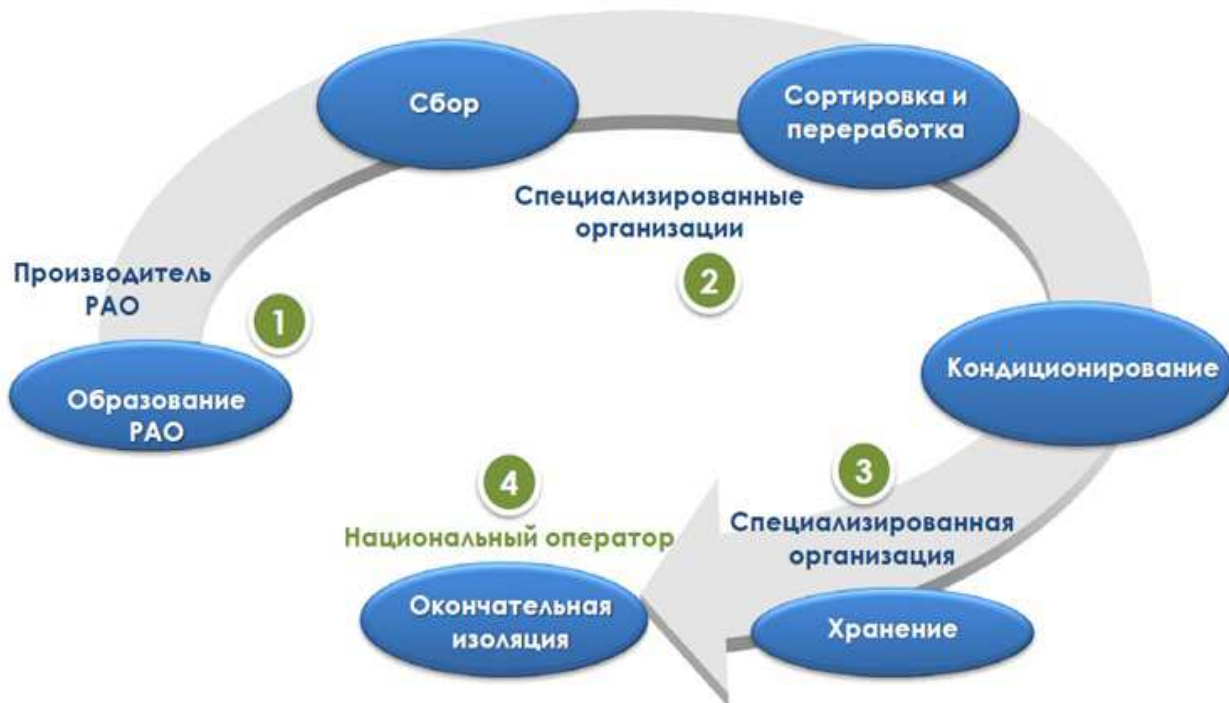 Сбор
Сортировка и
переработка
Специализированные
организации
2
Производитель
РАО
1
Образование
РАО
Кондиционирование
3
Специализированная
организация
Хранение
4
Национальный оператор
Окончательная
изоляция